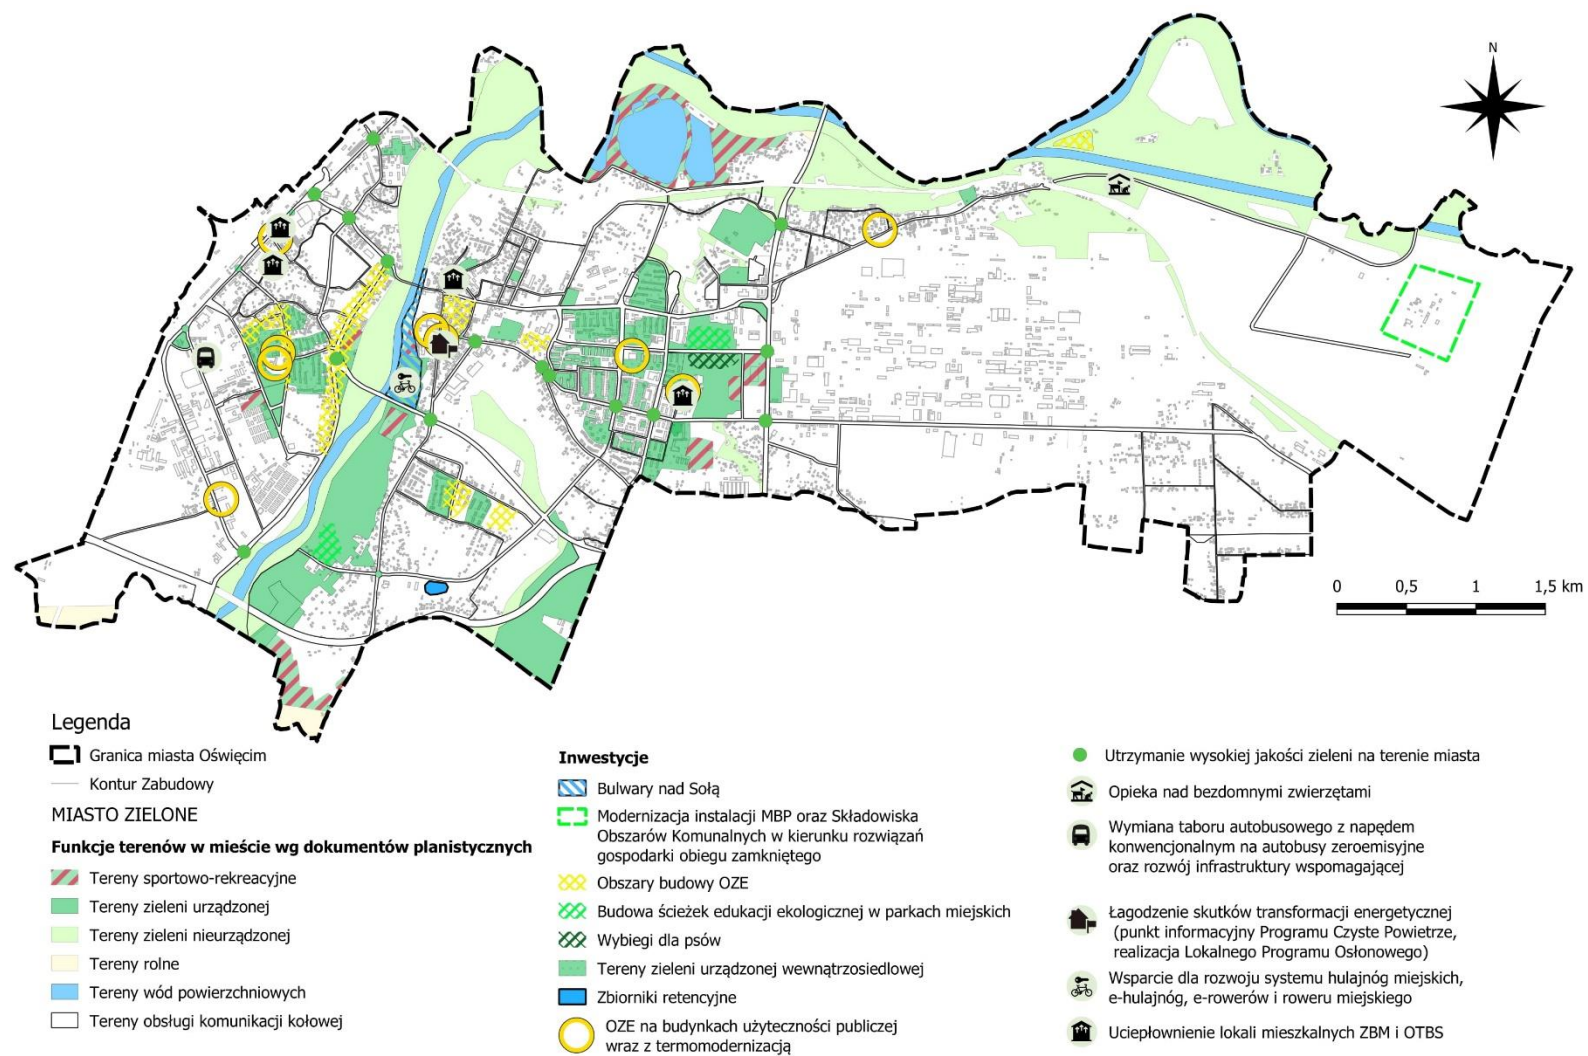 N
0 0,5 1 1,5 km
Legenda
Granica miasta Oświęcim
Kontur Zabudowy
MIASTO ZIELONE
Funkcje terenów w mieście wg dokumentów planistycznych
Tereny sportowo-rekreacyjne
Tereny zieleni urządzonej
Tereny zieleni nieurządzonej
Tereny rolne
Tereny wód powierzchniowych
Tereny obsługi komunikacji kołowej
Inwestycje
Bulwary nad Sołą
Modernizacja instalacji MBP oraz Składowiska
Obszarów Komunalnych w kierunku rozwiązań
gospodarki obiegu zamkniętego
Obszary budowy OZE
Budowa ścieżek edukacji ekologicznej w parkach miejskich
Wybiegi dla psów
Tereny zieleni urządzonej wewnątrzosiedlowej
Zbiorniki retencyjne
OZE na budynkach użyteczności publiczej
wraz z termomodernizacją
Utrzymanie wysokiej jakości zieleni na terenie miasta
Opieka nad bezdomnymi zwierzętami
Wymiana taboru autobusowego z napędem
konwencjonalnym na autobusy zeroemisyjne
oraz rozwój infrastruktury wspomagającej
Łagodzenie skutków transformacji energetycznej
(punkt informacyjny Programu Czyste Powietrze,
realizacja Lokalnego Programu Osłonowego)
Wsparcie dla rozwoju systemu hulajnóg miejskich,
e-hulajnóg, e-rowerów i roweru miejskiego
Uciepłownienie lokali mieszkalnych ZBM i OTBS